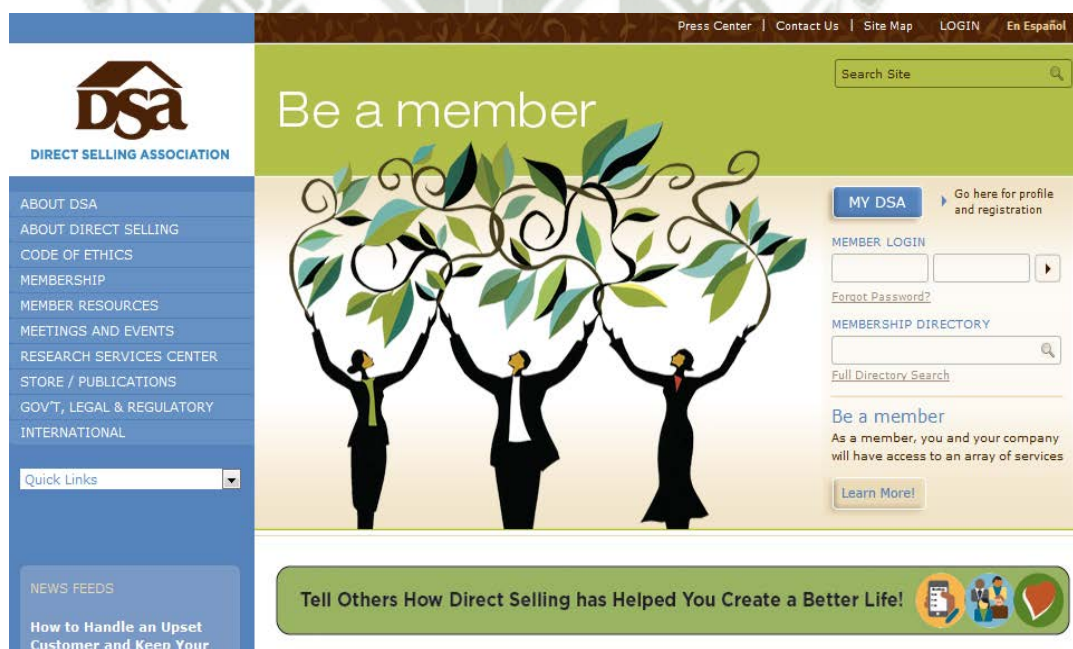 Press Center | Contact Us | Site Map LOGIN En Español
Search Site
DSa
DIRECT SELLING ASSOCIATION
Be a member
ABOUT DSA
ABOUT DIRECT SELLING
CODE OF ETHICS
MEMBERSHIP
MEMBER RESOURCES
MEETINGS AND EVENTS
RESEARCH SERVICES CENTER
STORE / PUBLICATIONS
GOV'T, LEGAL & REGULATORY
INTERNATIONAL
Quick Links
NEWS FEEDS
How to Handle an Upset
Customer and Keep Your
MY DSA
Go here for profile
and registration
MEMBER LOGIN
Forgot Password?
MEMBERSHIP DIRECTORY
Full Directory Search
Be a member
As a member, you and your company
will have access to an array of services
Learn More!
Tell Others How Direct Selling has Helped You Create a Better Life!